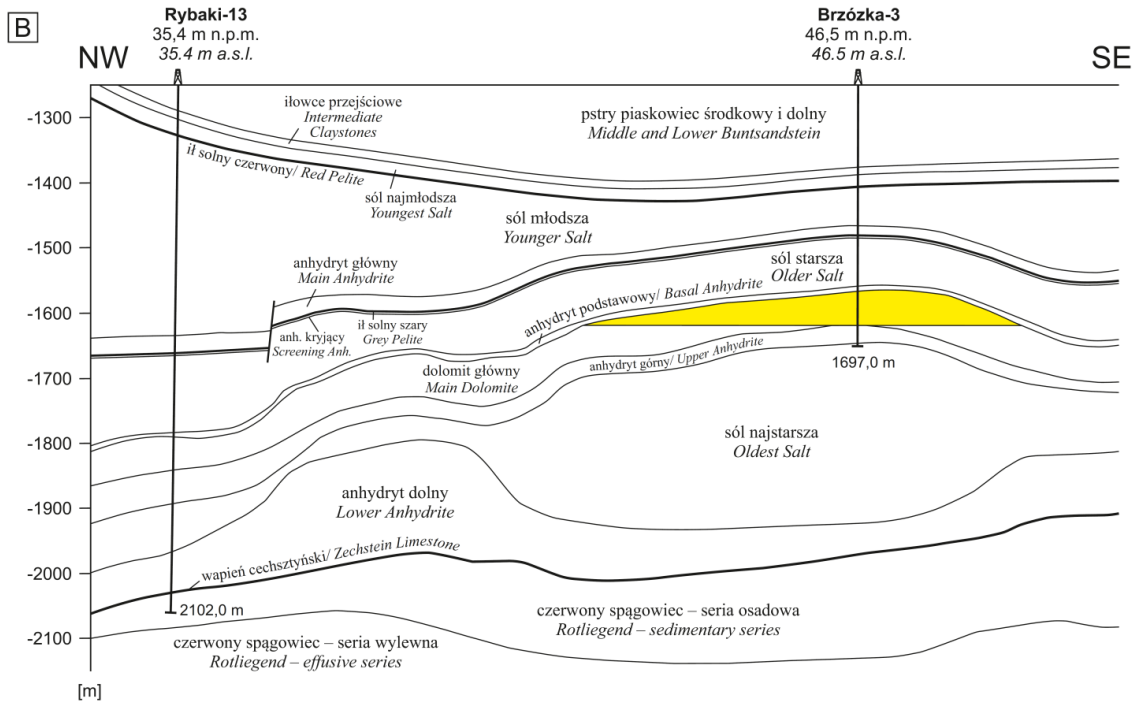 B
Rybaki-13
35,4 m n.p.m.
35.4 m a.s.l.
Brzózka-3
46,5 m n.p.m.
46.5 m a.s.l.
NW
SE
-1300
-1400
-1500
-1600
-1700
-1800
-1900
-2000
-2100
[m]
iłowce przejściowe
Intermediate
Claystones
pstry piaskowiec środkowy i dolny
Middle and Lower Buntsandstein
ił solny czerwony/ Red Pelite
sól najmłodsza
Youngest Salt
sól młodsza
Younger Salt
anhydryt główny
Main Anhydrite
sól starsza
Older Salt
anhydryt podstawowy/ Basal Anhydrite
anh. kryjący
Screening Anh.
ił solny szary
Grey Pelite
dolomit główny
Main Dolomite
anhydryt górny/ Upper Anhydrite
1697,0 m
sól najstarsza
Oldest Salt
anhydryt dolny
Lower Anhydrite
wapień cechsztyński/ Zechstein Limestone
2102,0 m
czerwony spągowiec – seria osadowa
Rotliegend – sedimentary series
czerwony spągowiec – seria wylewna
Rotliegend – effusive series